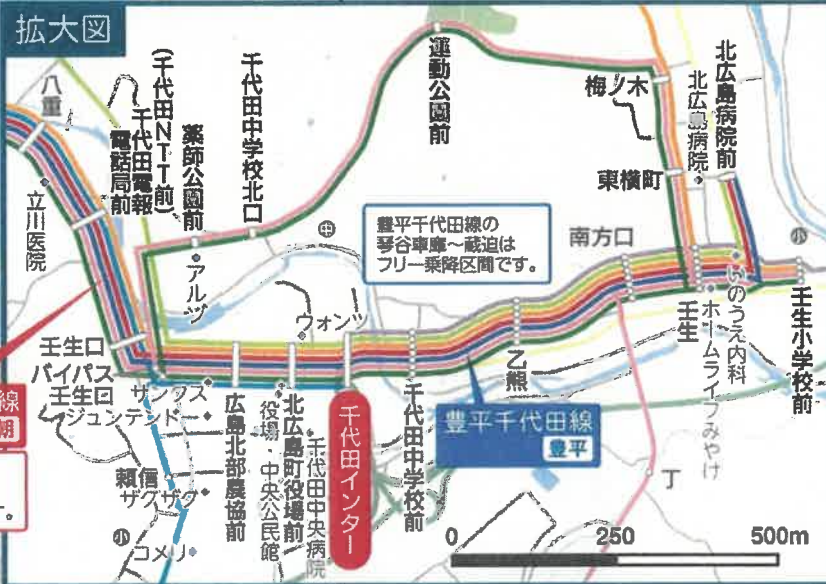 拡大図
八重
立川医院
(千代田NTT前)
千代田電報
電話局前
薬師公園前
アルゾ
千代田中学校北口
運動公園前
㊥
豊平千代田線の
琴谷車庫～蔵迫は
フリー乗降区間です。
梅ノ木
東横町
北広島病院
北広島病院前
南方口
小
ウォンツ
壬生口
バイパス
壬生口
サンクス
ジュンテンドー
頼信
ザグザグ
小
コメリ
広島北部農協前
役場・中央公民館
北広島町役場前
千代田中央病院
千代田インター
千代田中学校前
乙熊
豊平千代田線
豊平
壬生
ホームライフみやけ
いのうえ内科
壬生小学校前
丁
線
0
250
500m